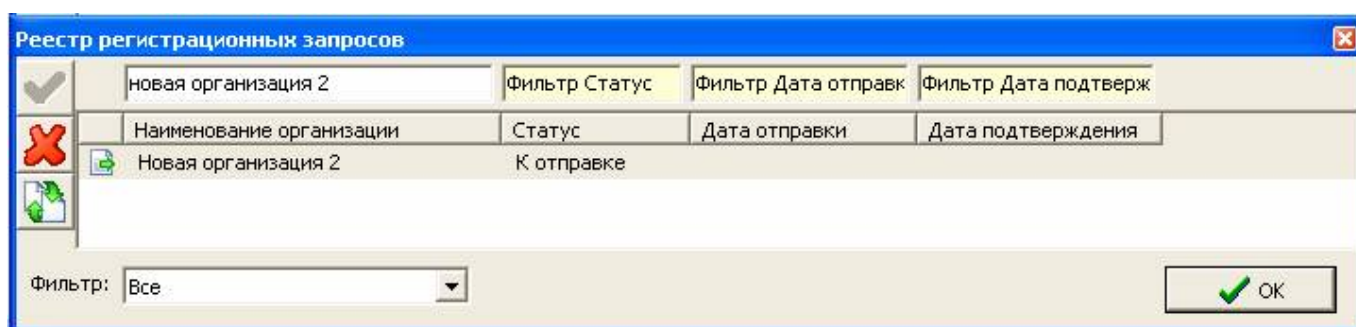 Реестр регистрационных запросов
новая организация 2 Фильтр Статус Фильтр Дата отправк Фильтр Дата подтверж
Наименование организации Статус Дата отправки Дата подтверждения
Новая организация 2 К отправке
Фильтр: Все OK